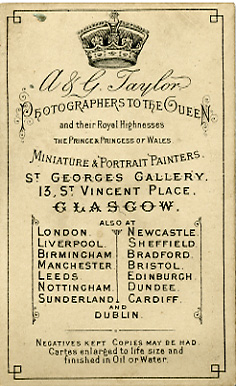 A & G. Taylor
PHOTOGRAPHERS TO THE QUEEN
and their Royal Highnesses
THE PRINCE & PRINCESS OF WALES.
MINIATURE & PORTRAIT PAINTERS.
ST. GEORGES GALLERY.
13, ST. VINCENT PLACE.
GLASGOW.
ALSO AT
LONDON. NEWCASTLE.
LIVERPOOL. SHEFFIELD
BIRMINGHAM BRADFORD.
MANCHESTER BRISTOL.
LEEDS. EDINBURGH.
NOTTINGHAM. DUNDEE.
SUNDERLAND. CARDIFF.
AND
DUBLIN.
NEGATIVES KEPT COPIES MAY BE HAD.
Cartes enlarged to life size and
finished in Oil or Water.